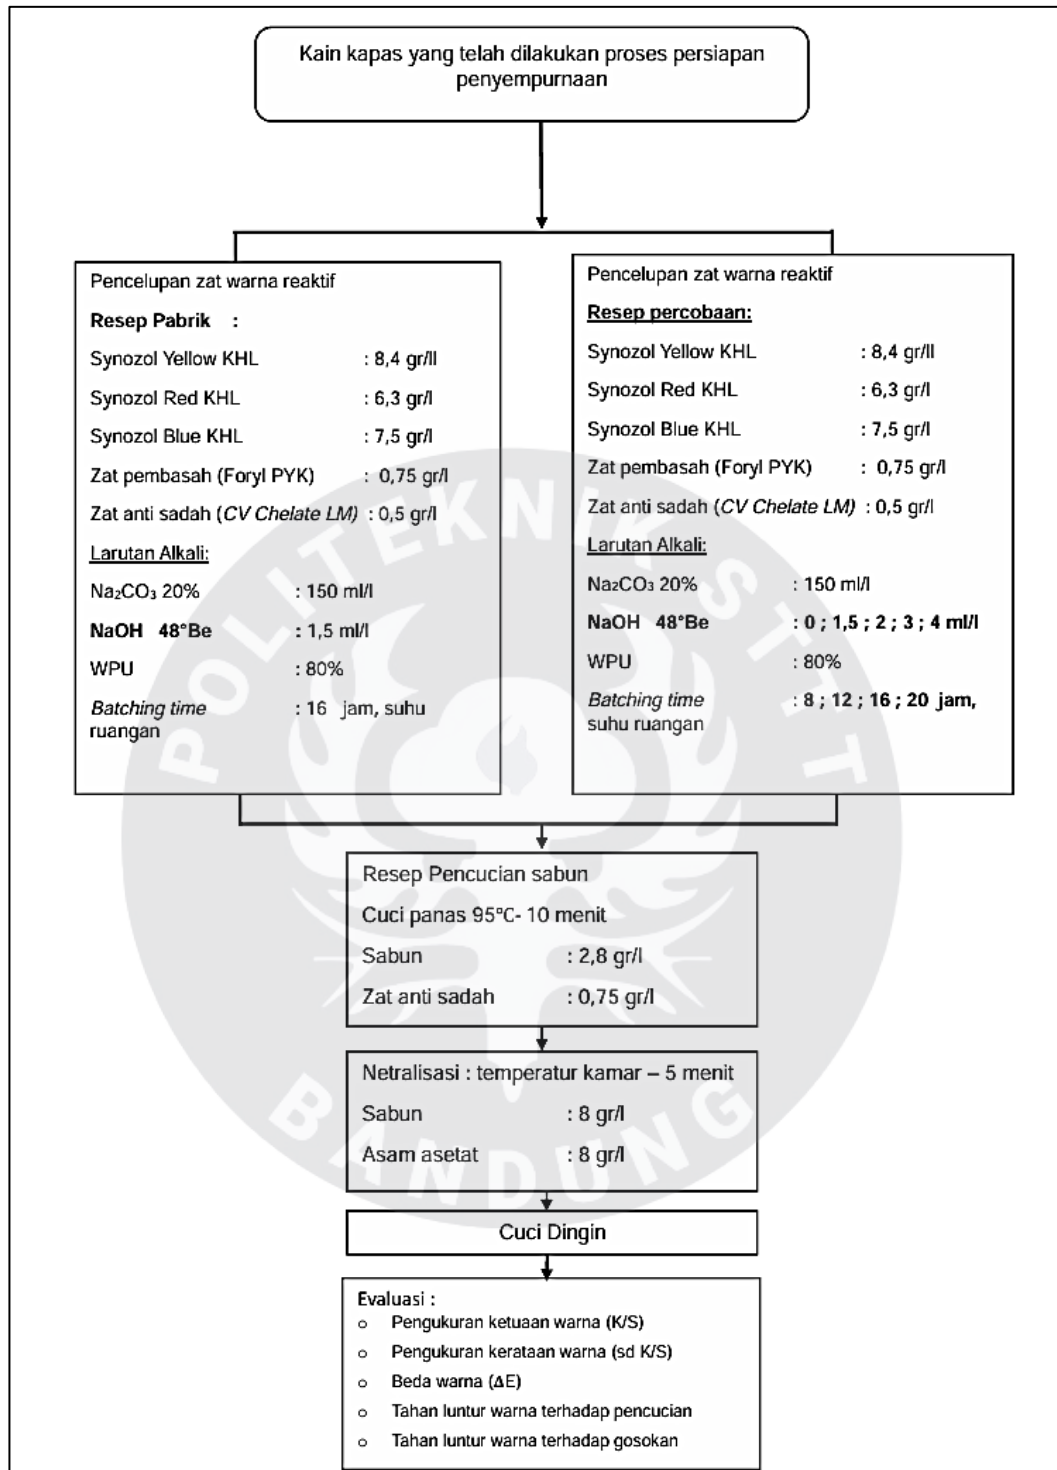 Kain kapas yang telah dilakukan proses persiapan
penyempurnaan
Pencelupan zat warna reaktif
Resep Pabrik :
Synozol Yellow KHL : 8,4 gr/l
Synozol Red KHL : 6,3 gr/l
Synozol Blue KHL : 7,5 gr/l
Zat pembasah (Foryl PYK) : 0,75 gr/l
Zat anti sadah (CV Chelate LM) : 0,5 gr/l
Larutan Alkali:
Na₂CO₃ 20% : 150 ml/l
NaOH 48°Be : 1,5 ml/l
WPU : 80%
Batching time : 16 jam, suhu
ruangan
Pencelupan zat warna reaktif
Resep percobaan:
Synozol Yellow KHL : 8,4 gr/ll
Synozol Red KHL : 6,3 gr/l
Synozol Blue KHL : 7,5 gr/l
Zat pembasah (Foryl PYK) : 0,75 gr/l
Zat anti sadah (CV Chelate LM) : 0,5 gr/l
Larutan Alkali:
Na₂CO₃ 20% : 150 ml/l
NaOH 48°Be : 0 ; 1,5 ; 2 ; 3 ; 4 ml/l
WPU : 80%
Batching time : 8 ; 12 ; 16 ; 20 jam,
suhu ruangan
Resep Pencucian sabun
Cuci panas 95°C- 10 menit
Sabun : 2,8 gr/l
Zat anti sadah : 0,75 gr/l
Netralisasi : temperatur kamar – 5 menit
Sabun : 8 gr/l
Asam asetat : 8 gr/l
Cuci Dingin
Evaluasi :
o Pengukuran ketuaan warna (K/S)
o Pengukuran kerataan warna (sd K/S)
o Beda warna (ΔE)
o Tahan luntur warna terhadap pencucian
o Tahan luntur warna terhadap gosokan
POLITEKNIK STTT
BANDUNG